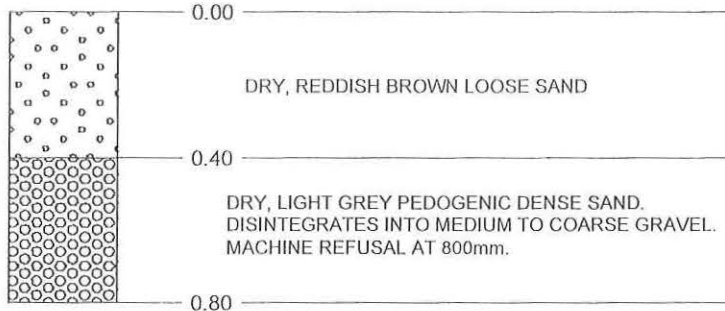 0.00
DRY, REDDISH BROWN LOOSE SAND
0.40
DRY, LIGHT GREY PEDOGENIC DENSE SAND.
DISINTEGRATES INTO MEDIUM TO COARSE GRAVEL.
MACHINE REFUSAL AT 800mm.
0.80